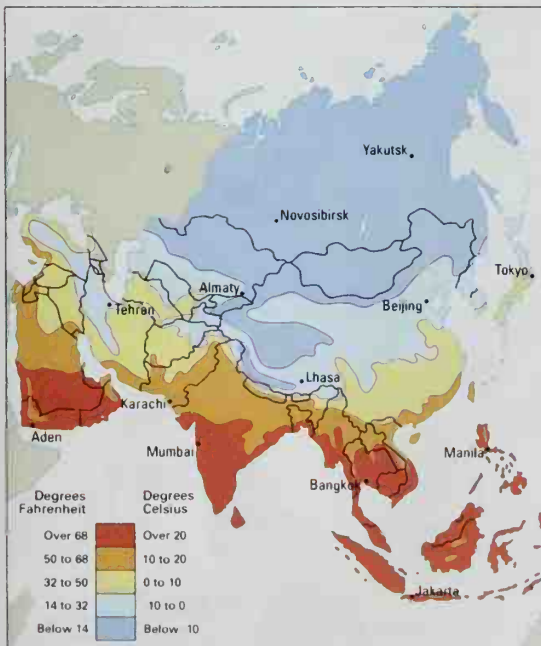 Yakutsk
Novosibirsk
Tokyo
Almaty
Beijing
Tehran
Lhasa
Karachi
Aden
Mumbai
Manila
Bangkok
Jakarta
Degrees Fahrenheit
Degrees Celsius
Over 68 Over 20
50 to 68 10 to 20
32 to 50 0 to 10
14 to 32 10 to 0
Below 14 Below 10